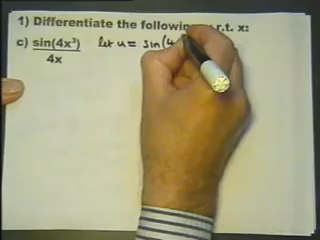 1) Differentiate the following w.r.t. x:
c) sin(4x³) let u = sin(4
4x